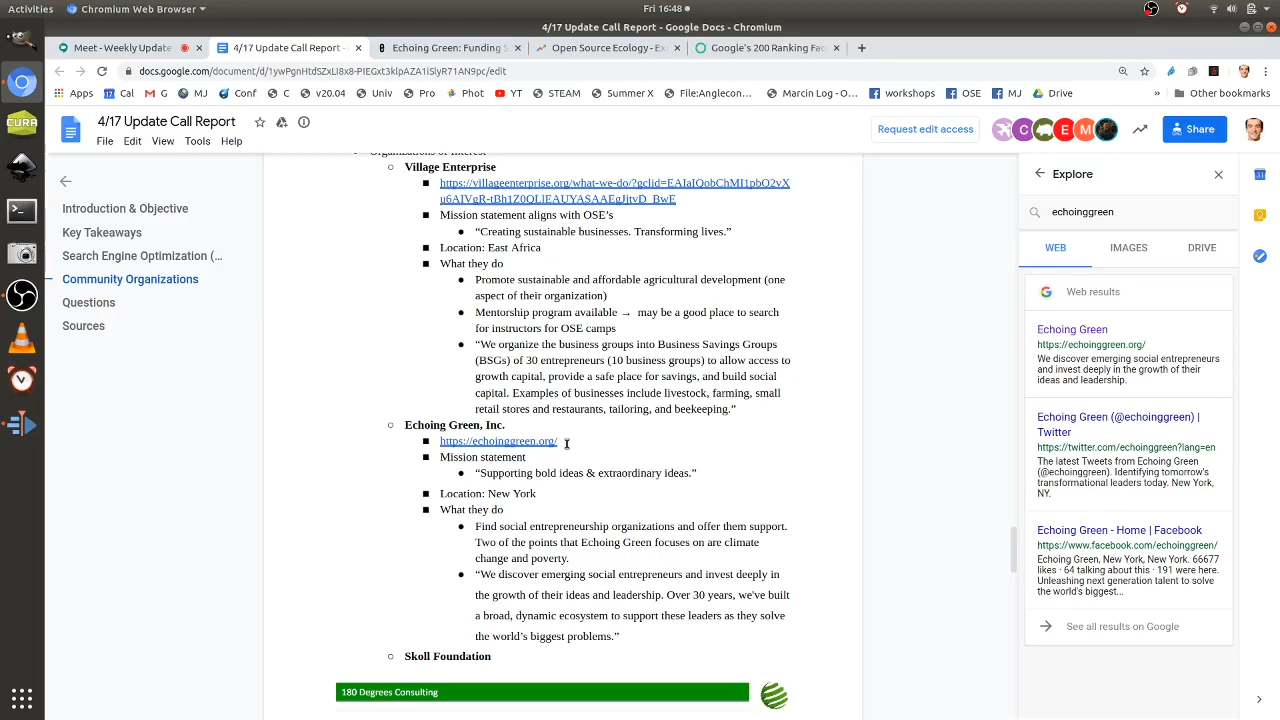 Activities
Chromium Web Browser
Fri 16:48
4/17 Update Call Report - Google Docs - Chromium
Meet - Weekly Update
4/17 Update Call Report -
Echoing Green: Funding S
Open Source Ecology - Ex
Google's 200 Ranking Fac
docs.google.com/document/d/1ywPgnHtdSZxLI8x8-PIEGxt3klpAZA1iSlyR71AN9pc/edit
Apps
Cal
G
MJ
Conf
C
v20.04
Univ
Pro
Phot
YT
STEAM
Summer X
File:Anglecon...
Marcin Log - O...
workshops
OSE
MJ
Drive
Other bookmarks
4/17 Update Call Report
File Edit View Tools Help
Request edit access
C
E
M
Share
Introduction & Objective
Key Takeaways
Search Engine Optimization (...
Community Organizations
Questions
Sources
Village Enterprise
https://villageenterprise.org/what-we-do/?gclid=EAIaIQobChMI1pbO2vX
u6AIVgR-tBh1Z0QLlEAUYASAAEgJjtvD_BwE
Mission statement aligns with OSE's
“Creating sustainable businesses. Transforming lives.”
Location: East Africa
What they do
Promote sustainable and affordable agricultural development (one
aspect of their organization)
Mentorship program available → may be a good place to search
for instructors for OSE camps
“We organize the business groups into Business Savings Groups
(BSGs) of 30 entrepreneurs (10 business groups) to allow access to
growth capital, provide a safe place for savings, and build social
capital. Examples of businesses include livestock, farming, small
retail stores and restaurants, tailoring, and beekeeping.”
Echoing Green, Inc.
https://echoinggreen.org/
Mission statement
“Supporting bold ideas & extraordinary ideas.”
Location: New York
What they do
Find social entrepreneurship organizations and offer them support.
Two of the points that Echoing Green focuses on are climate
change and poverty.
“We discover emerging social entrepreneurs and invest deeply in
the growth of their ideas and leadership. Over 30 years, we've built
a broad, dynamic ecosystem to support these leaders as they solve
the world's biggest problems.”
Skoll Foundation
180 Degrees Consulting
Explore
echoinggreen
WEB
IMAGES
DRIVE
Web results
Echoing Green
https://echoinggreen.org/
We discover emerging social entrepreneurs
and invest deeply in the growth of their
ideas and leadership.
Echoing Green (@echoinggreen) |
Twitter
https://twitter.com/echoinggreen?lang=en
The latest Tweets from Echoing Green
(@echoinggreen). Identifying tomorrow's
transformational leaders today. New York,
NY.
Echoing Green - Home | Facebook
https://www.facebook.com/echoinggreen/
Echoing Green, New York, New York. 66677
likes · 64 talking about this · 191 were here.
Unleashing next generation talent to solve
the world's biggest...
See all results on Google
CURA